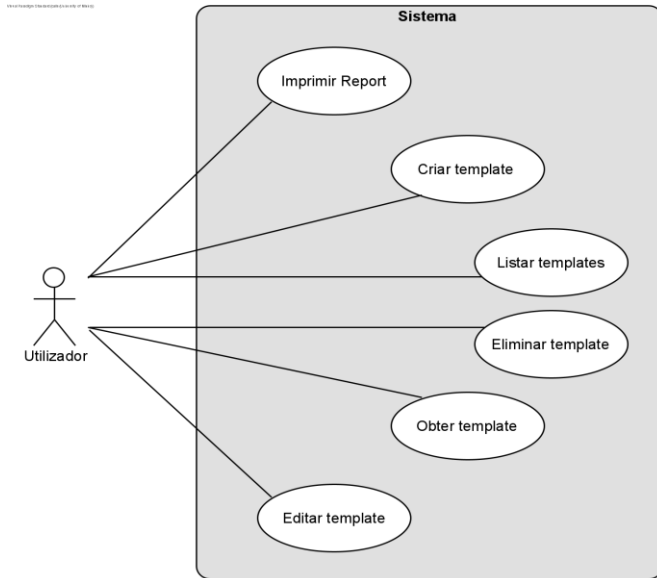 Sistema
Imprimir Report
Criar template
Listar templates
Eliminar template
Utilizador
Obter template
Editar template